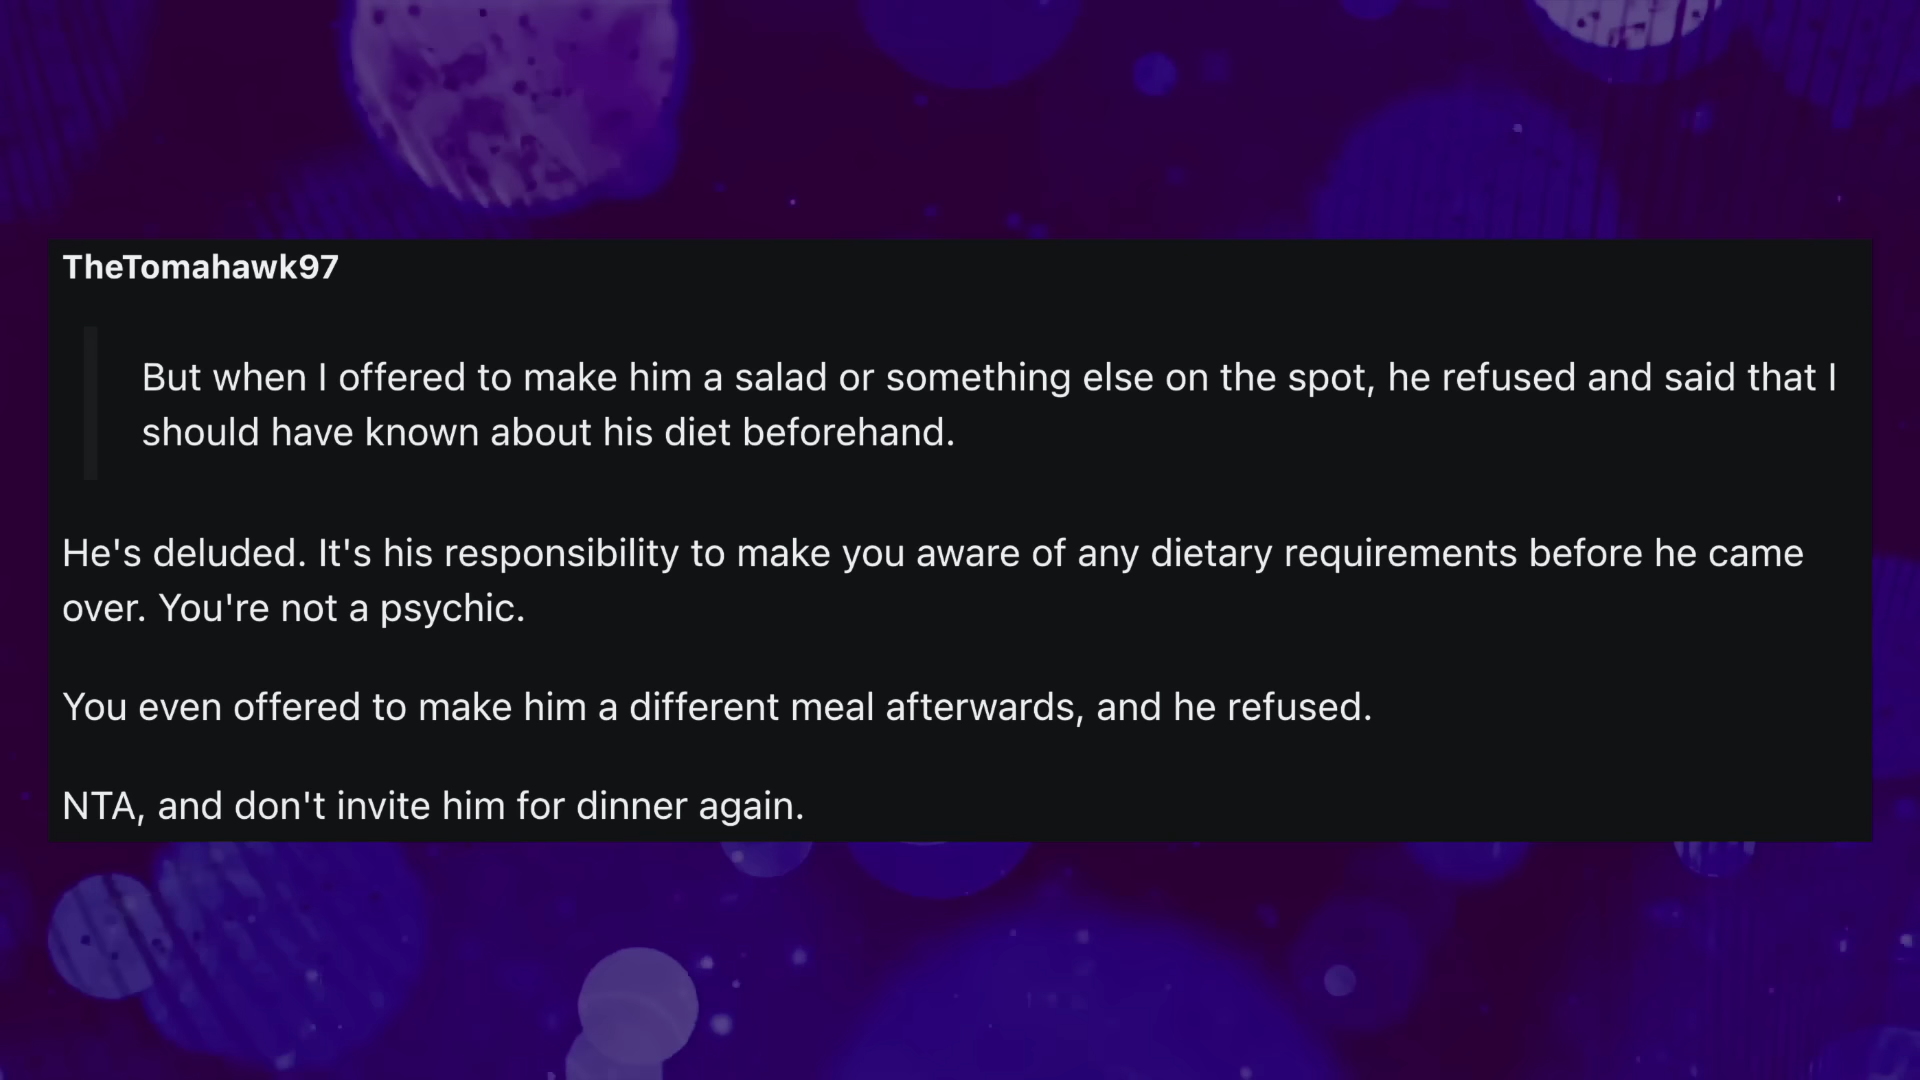 TheTomahawk97
But when I offered to make him a salad or something else on the spot, he refused and said that I
should have known about his diet beforehand.
He's deluded. It's his responsibility to make you aware of any dietary requirements before he came
over. You're not a psychic.
You even offered to make him a different meal afterwards, and he refused.
NTA, and don't invite him for dinner again.